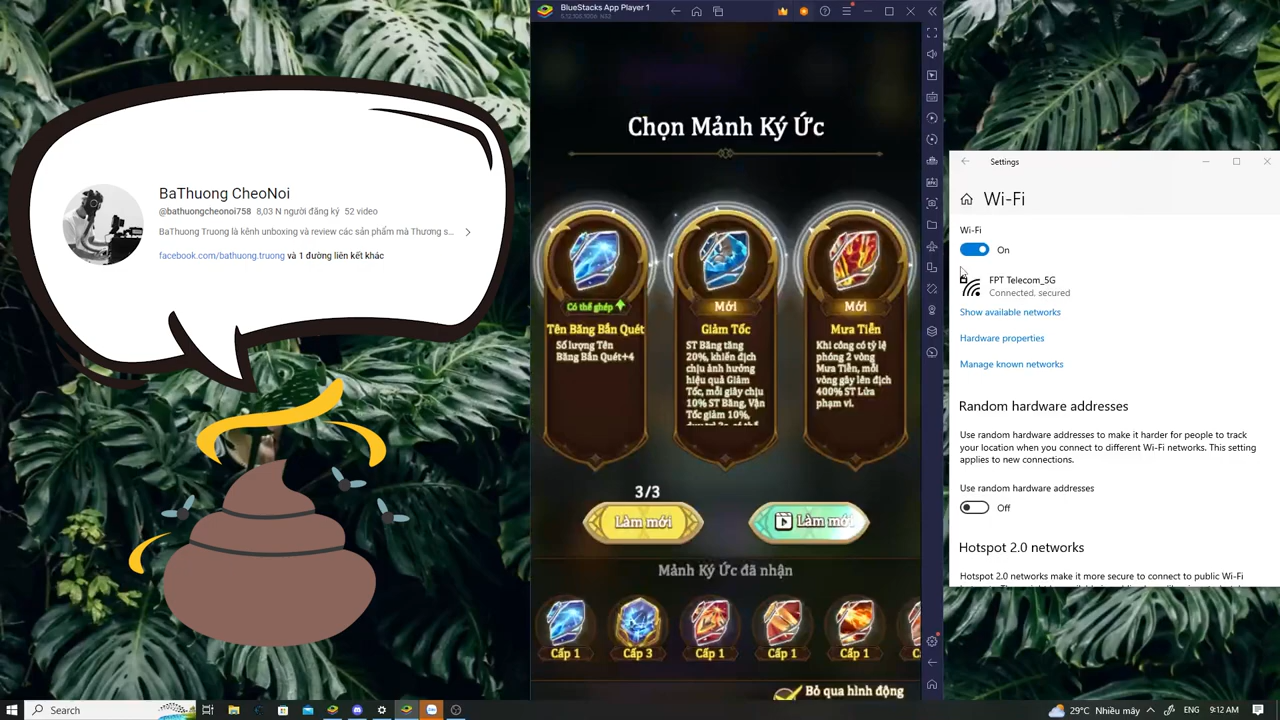 BaThuong CheoNoi
@bathuongcheonoi758 8,03 N người đăng ký 52 video
BaThuong Truong là kênh unboxing và review các sản phẩm mà Thương s...
facebook.com/bathuong.truong và 1 đường liên kết khác
BlueStacks App Player 1
Chọn Mảnh Ký Ức
Có thể ghép
Tên Băng Bắn Quét
Số lượng Tên
Băng Bắn Quét+4
Mới
Giảm Tốc
ST Băng tăng
20%, khiến địch
chịu ảnh hưởng
hiệu quả Giảm
Tốc, mỗi giây chịu
10% ST Băng, Vận
Tốc giảm 10%,
Mới
Mưa Tiễn
Khi công có tỷ lệ
phóng 2 vòng
Mưa Tiễn, mỗi
vòng gây lên địch
400% ST Lửa
phạm vi.
3/3
Làm mới
Làm mới
Mảnh Ký Ức đã nhận
Cấp 1
Cấp 3
Cấp 1
Cấp 1
Cấp 1
Bỏ qua hình động
Settings
Wi-Fi
Wi-Fi
On
FPT Telecom_5G
Connected, secured
Show available networks
Hardware properties
Manage known networks
Random hardware addresses
Use random hardware addresses to make it harder for people to track
your location when you connect to different Wi-Fi networks. This setting
applies to new connections.
Use random hardware addresses
Off
Hotspot 2.0 networks
Hotspot 2.0 networks make it more secure to connect to public Wi-Fi
Search
29°C Nhiều mây
9:12 AM